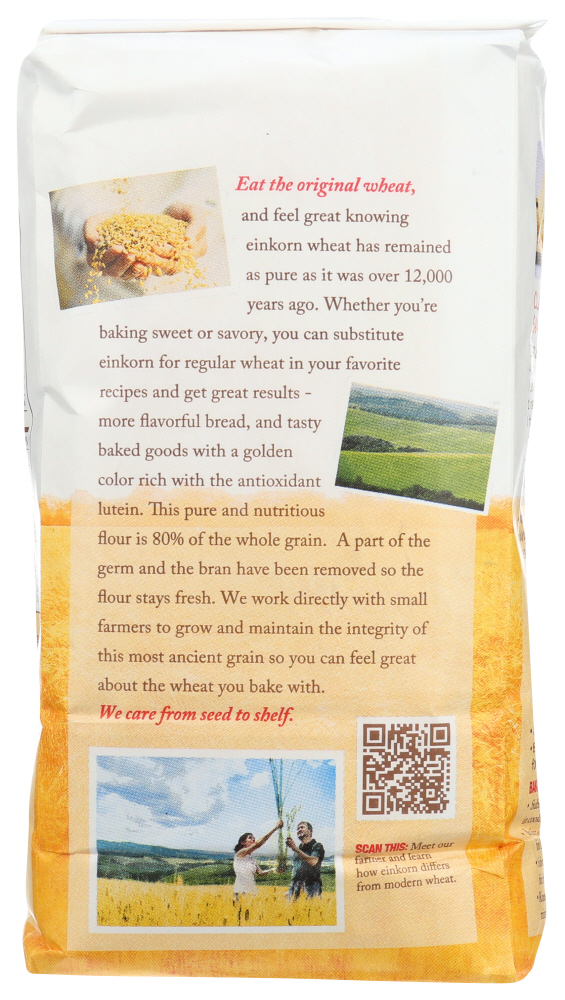 Eat the original wheat,
and feel great knowing
einkorn wheat has remained
as pure as it was over 12,000
years ago. Whether you're
baking sweet or savory, you can substitute
einkorn for regular wheat in your favorite
recipes and get great results -
more flavorful bread, and tasty
baked goods with a golden
color rich with the antioxidant
lutein. This pure and nutritious
flour is 80% of the whole grain. A part of the
germ and the bran have been removed so the
flour stays fresh. We work directly with small
farmers to grow and maintain the integrity of
this most ancient grain so you can feel great
about the wheat you bake with.
We care from seed to shelf.
SCAN THIS: Meet our
farmer and learn
how einkorn differs
from modern wheat.